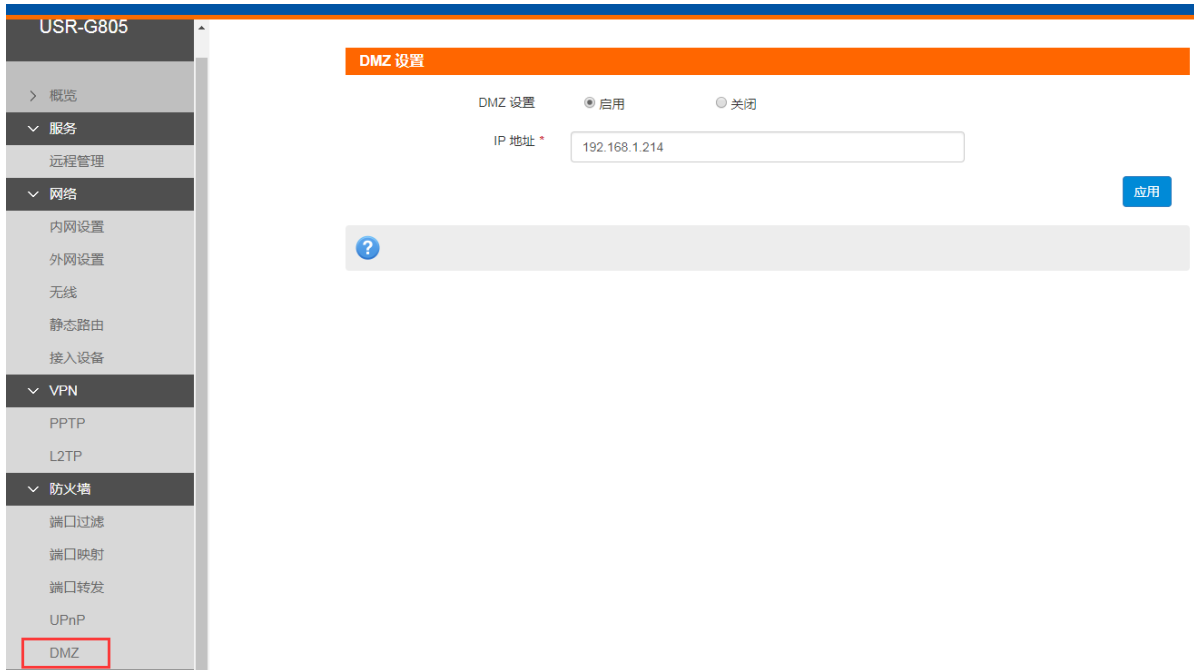 USR-G805
概览
服务
远程管理
网络
内网设置
外网设置
无线
静态路由
接入设备
VPN
PPTP
L2TP
防火墙
端口过滤
端口映射
端口转发
UPnP
DMZ
DMZ 设置
DMZ 设置 启用 关闭
IP 地址 * 192.168.1.214
应用
?